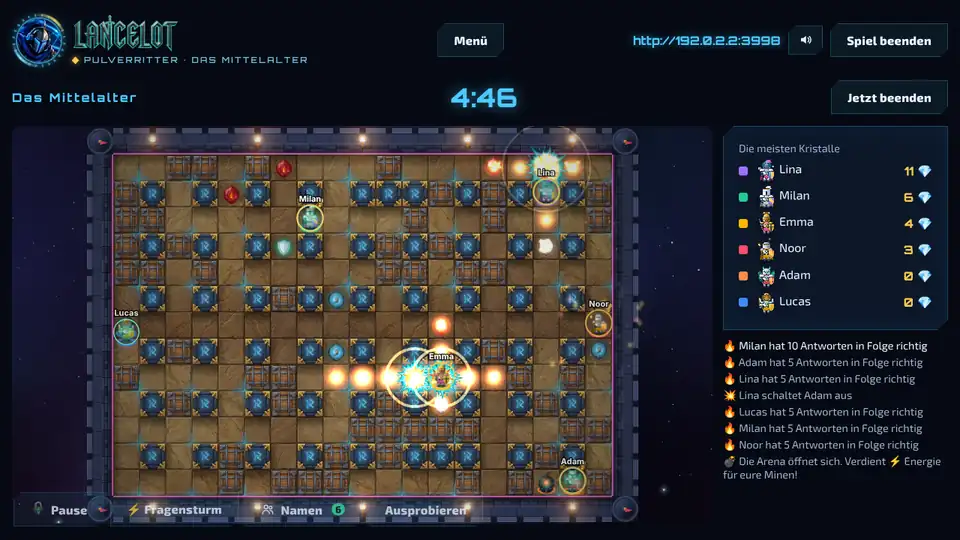 LANCELOT
PULVERRITTER · DAS MITTELALTER
Menü
http://192.0.2.2:3998
Spiel beenden
Das Mittelalter
4:46
Jetzt beenden
Die meisten Kristalle
Lina 11
Milan 6
Emma 4
Noor 3
Adam 0
Lucas 0
Lina
Milan
Noor
Lucas
Emma
Adam
🔥 Milan hat 10 Antworten in Folge richtig
🔥 Adam hat 5 Antworten in Folge richtig
🔥 Lina hat 5 Antworten in Folge richtig
💥 Lina schaltet Adam aus
🔥 Lucas hat 5 Antworten in Folge richtig
🔥 Milan hat 5 Antworten in Folge richtig
🔥 Noor hat 5 Antworten in Folge richtig
💣 Die Arena öffnet sich. Verdient ⚡ Energie
für eure Minen!
Pause
⚡ Fragensturm
Namen 6
Ausprobieren